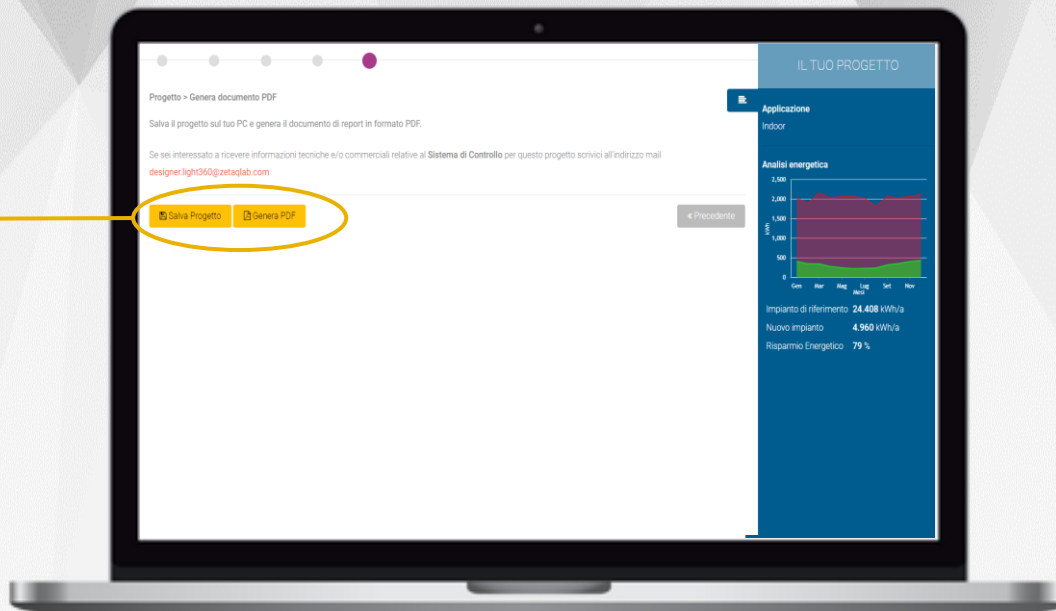 IL TUO PROGETTO
Progetto > Genera documento PDF
Salva il progetto sul tuo PC e genera il documento di report in formato PDF.
Se sei interessato a ricevere informazioni tecniche e/o commerciali relative al Sistema di Controllo per questo progetto scrivici all'indirizzo mail
designer.light360@zetaqlab.com
Salva Progetto
Genera PDF
« Precedente
Applicazione
Indoor
Analisi energetica
2,500
2,000
1,500
1,000
500
0
kWh
Gen Mar Mag Lug Set Nov
Mesi
Impianto di riferimento 24.408 kWh/a
Nuovo impianto 4.960 kWh/a
Risparmio Energetico 79 %